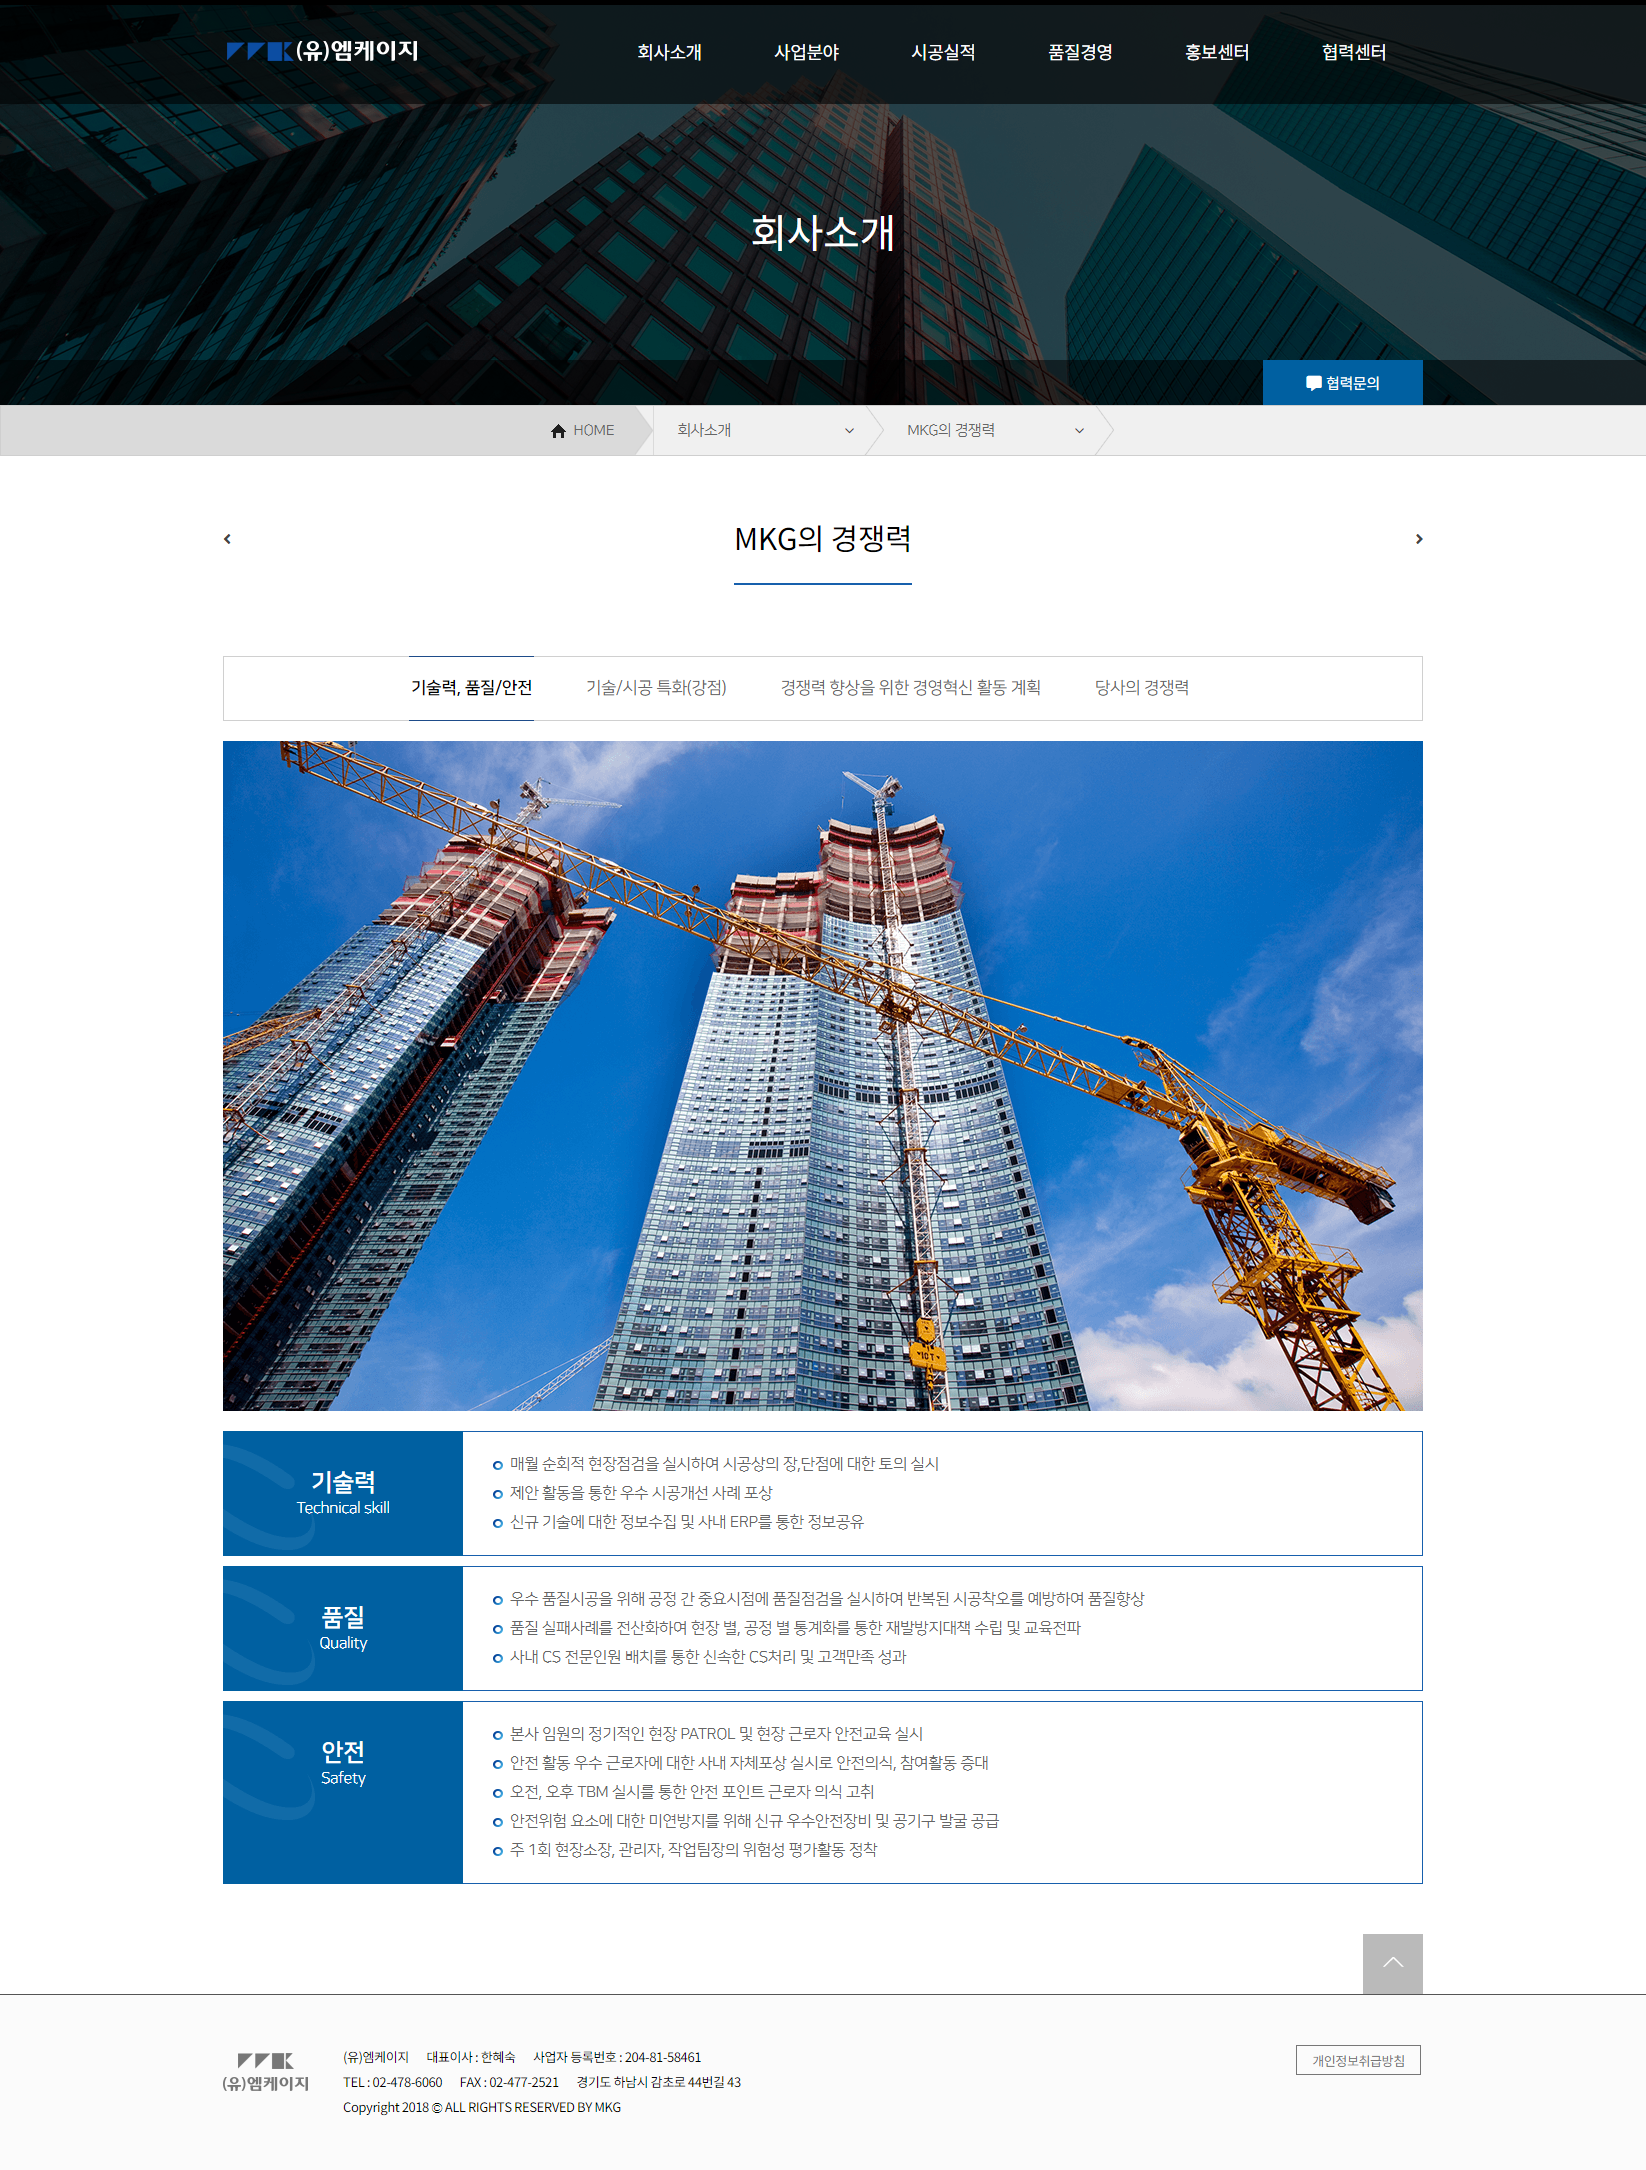 (유)엠케이지
회사소개 사업분야 시공실적 품질경영 홍보센터 협력센터
회사소개
협력문의
HOME 회사소개 MKG의 경쟁력
MKG의 경쟁력
기술력, 품질/안전 기술/시공 특화(강점) 경쟁력 향상을 위한 경영혁신 활동 계획 당사의 경쟁력
기술력
Technical skill
매월 순회적 현장점검을 실시하여 시공상의 장,단점에 대한 토의 실시
제안 활동을 통한 우수 시공개선 사례 포상
신규 기술에 대한 정보수집 및 사내 ERP를 통한 정보공유
품질
Quality
우수 품질시공을 위해 공정 간 중요시점에 품질점검을 실시하여 반복된 시공착오를 예방하여 품질향상
품질 실패사례를 전산화하여 현장 별, 공정 별 통계화를 통한 재발방지대책 수립 및 교육전파
사내 CS 전문인원 배치를 통한 신속한 CS처리 및 고객만족 성과
안전
Safety
본사 임원의 정기적인 현장 PATROL 및 현장 근로자 안전교육 실시
안전 활동 우수 근로자에 대한 사내 자체포상 실시로 안전의식, 참여활동 증대
오전, 오후 TBM 실시를 통한 안전 포인트 근로자 의식 고취
안전위험 요소에 대한 미연방지를 위해 신규 우수안전장비 및 공기구 발굴 공급
주 1회 현장소장, 관리자, 작업팀장의 위험성 평가활동 정착
(유)엠케이지
(유)엠케이지 대표이사 : 한혜숙 사업자 등록번호 : 204-81-58461
TEL : 02-478-6060 FAX : 02-477-2521 경기도 하남시 감초로 44번길 43
Copyright 2018 © ALL RIGHTS RESERVED BY MKG
개인정보취급방침